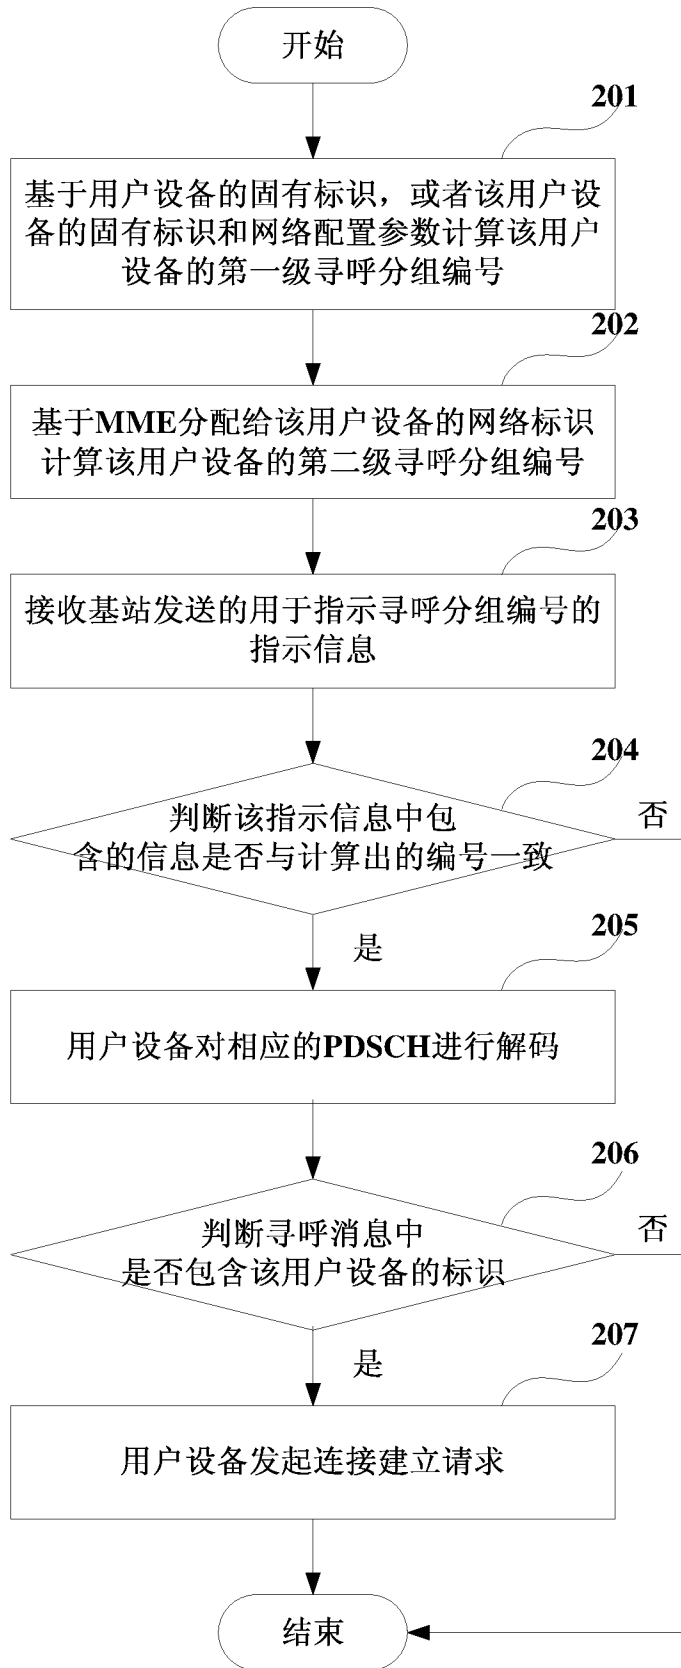 开始
201
基于用户设备的固有标识，或者该用户设
备的固有标识和网络配置参数计算该用户
设备的第一级寻呼分组编号
202
基于MME分配给该用户设备的网络标识
计算该用户设备的第二级寻呼分组编号
203
接收基站发送的用于指示寻呼分组编号的
指示信息
204
判断该指示信息中包
含的信息是否与计算出的编号一致
否
是
205
用户设备对相应的PDSCH进行解码
206
判断寻呼消息中
是否包含该用户设备的标识
否
是
207
用户设备发起连接建立请求
结束